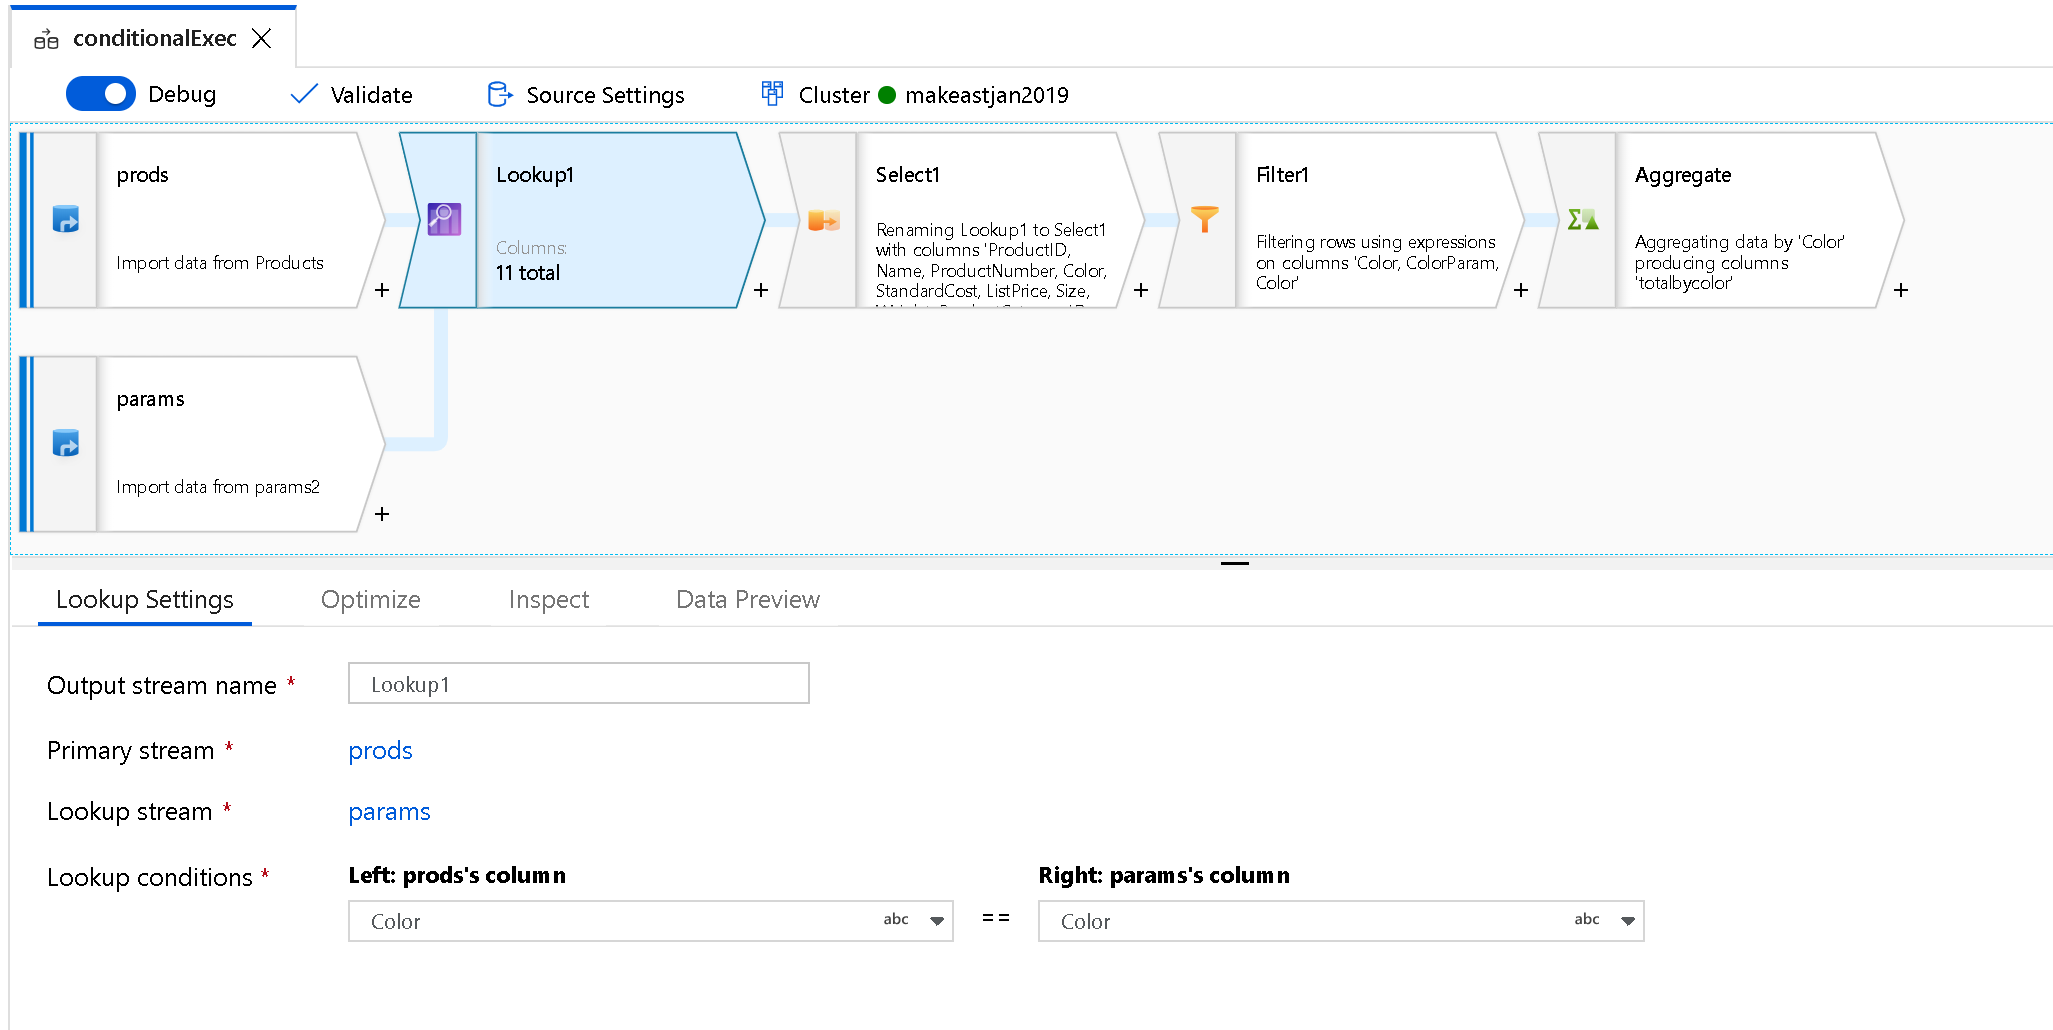 conditionalExec
Debug
Validate
Source Settings
Cluster
makeastjan2019
prods
Import data from Products
+
Lookup1
Columns:
11 total
+
Select1
Renaming Lookup1 to Select1
with columns 'ProductID,
Name, ProductNumber, Color,
StandardCost, ListPrice, Size,
+
Filter1
Filtering rows using expressions
on columns 'Color, ColorParam,
Color'
+
Aggregate
Aggregating data by 'Color'
producing columns
'totalbycolor'
+
params
Import data from params2
+
Lookup Settings
Optimize
Inspect
Data Preview
Output stream name *
Lookup1
Primary stream *
prods
Lookup stream *
params
Lookup conditions *
Left: prods's column
Right: params's column
Color
abc
==
Color
abc